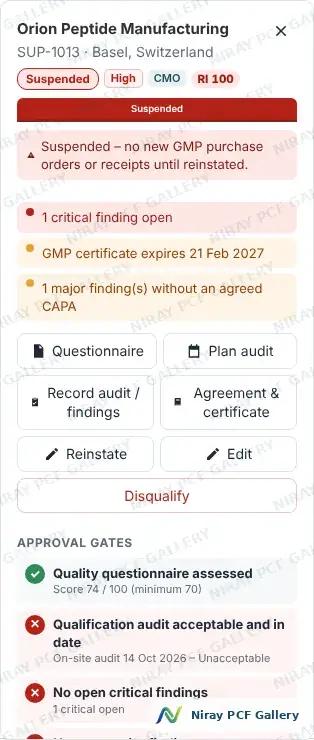 Orion Peptide Manufacturing
SUP-1013 · Basel, Switzerland
Suspended High CMO RI 100
Suspended
Suspended – no new GMP purchase
orders or receipts until reinstated.
1 critical finding open
GMP certificate expires 21 Feb 2027
1 major finding(s) without an agreed
CAPA
Questionnaire Plan audit
Record audit / findings
Agreement & certificate
Reinstate Edit
Disqualify
APPROVAL GATES
Quality questionnaire assessed
Score 74 / 100 (minimum 70)
Qualification audit acceptable and in
date
On-site audit 14 Oct 2026 – Unacceptable
No open critical findings
1 critical open
Niray PCF Gallery